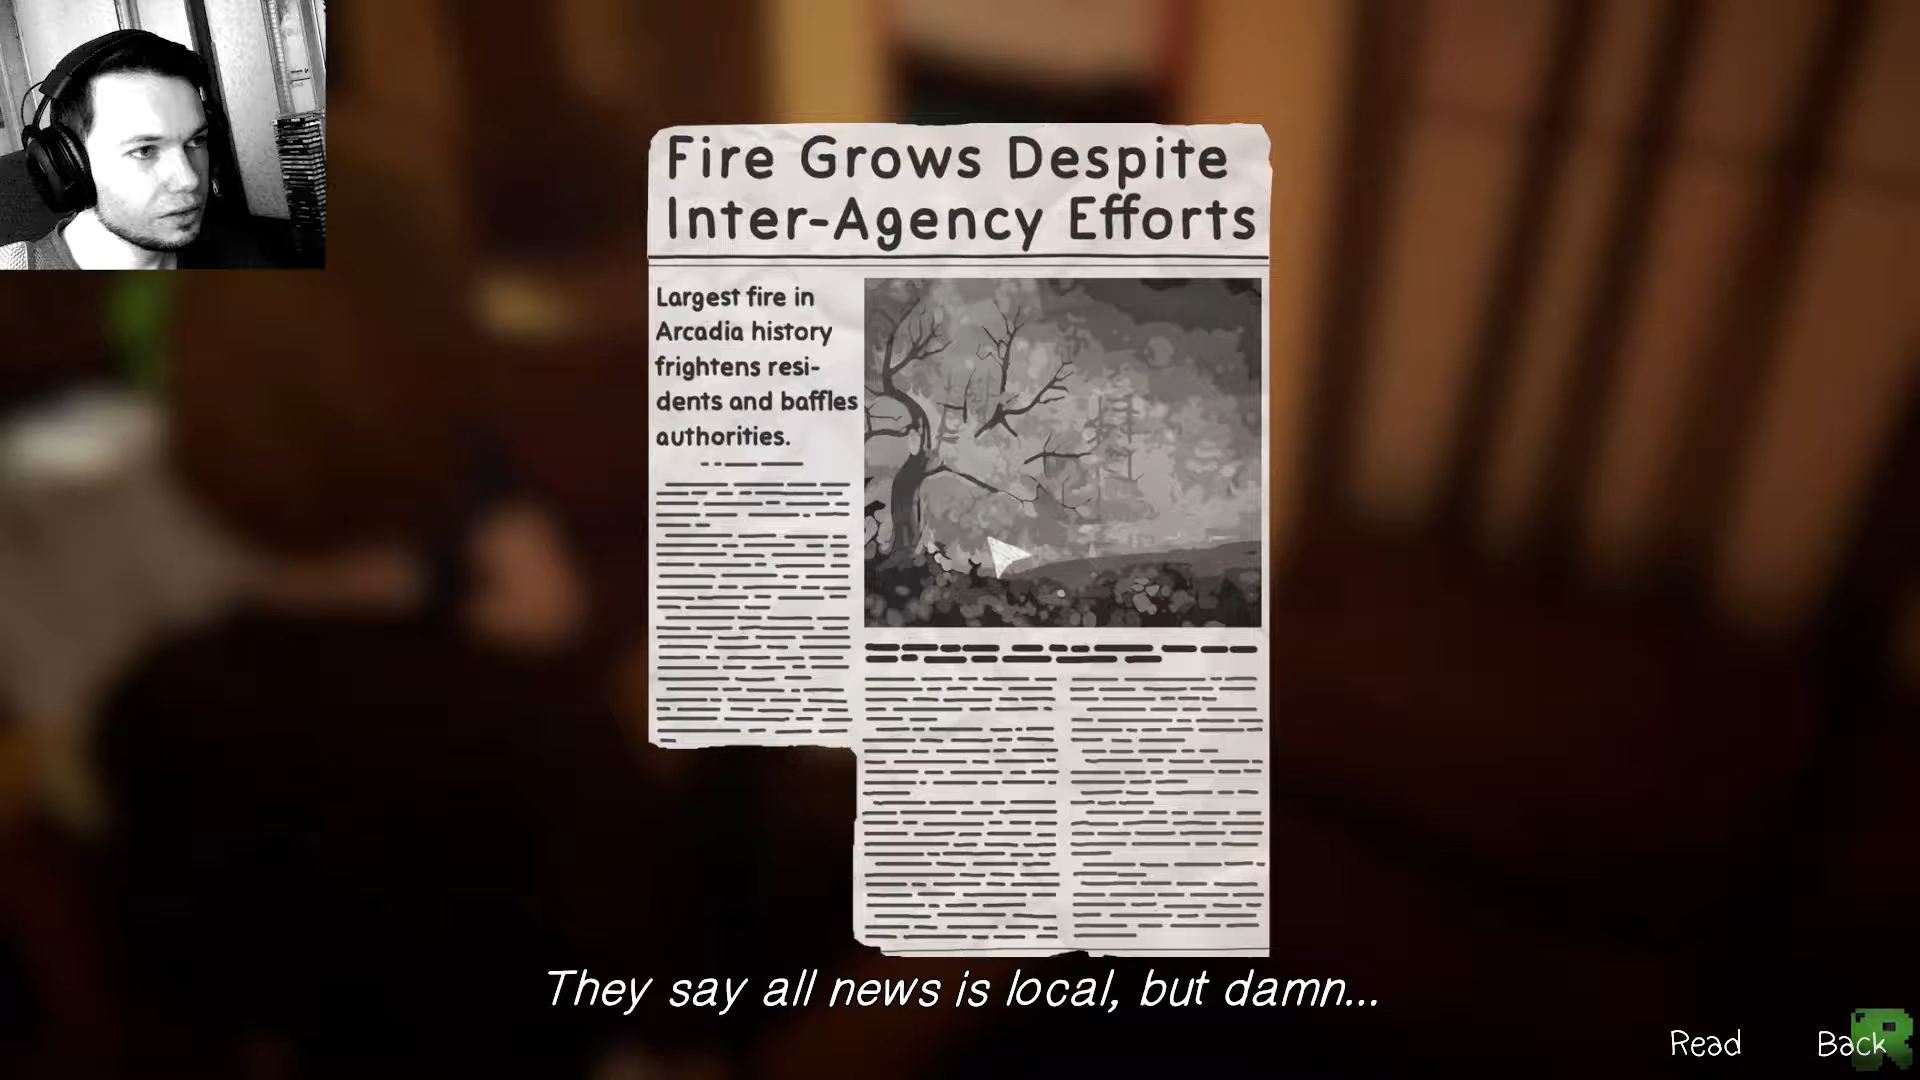 Fire Grows Despite
Inter-Agency Efforts
Largest fire in
Arcadia history
frightens resi-
dents and baffles
authorities.
They say all news is local, but damn...
Read
Back
R